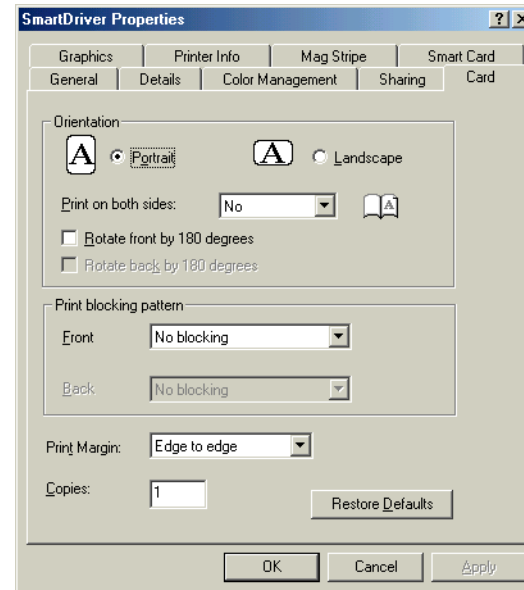 SmartDriver Properties
Graphics Printer Info Mag Stripe Smart Card
General Details Color Management Sharing Card
Orientation
A Portrait A Landscape
Print on both sides: No A
Rotate front by 180 degrees
Rotate back by 180 degrees
Print blocking pattern
Front No blocking
Back No blocking
Print Margin: Edge to edge
Copies: 1
Restore Defaults
OK Cancel Apply